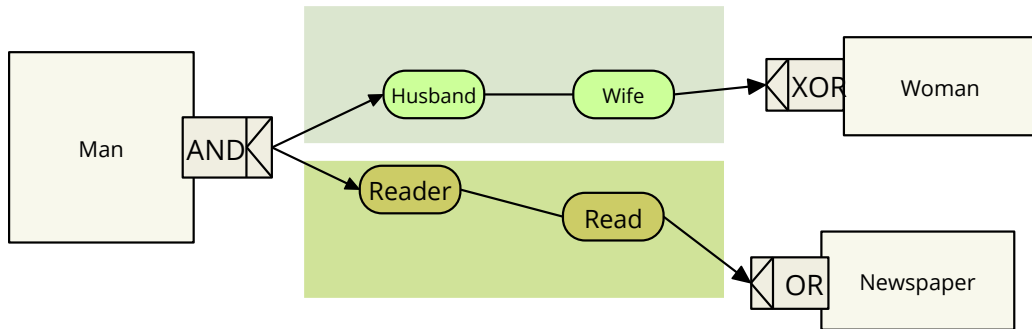 Man
AND
Husband
Wife
XOR
Woman
Reader
Read
OR
Newspaper